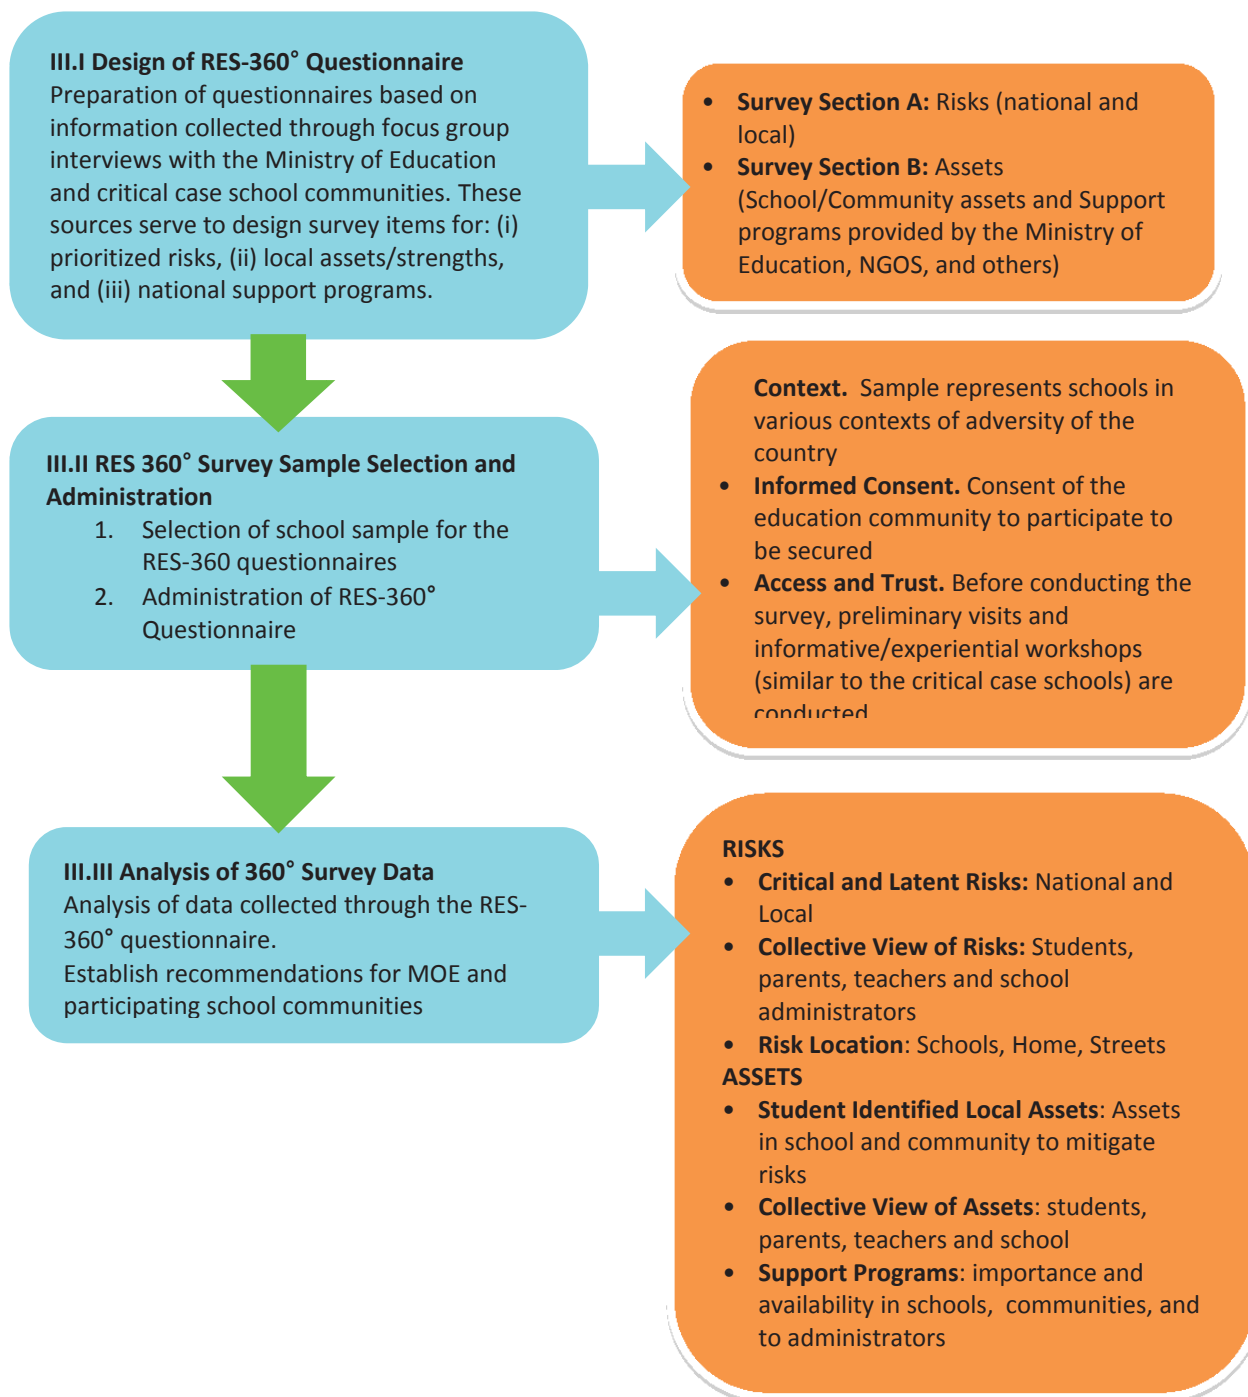 III.I Design of RES-360° Questionnaire
Preparation of questionnaires based on
information collected through focus group
interviews with the Ministry of Education
and critical case school communities. These
sources serve to design survey items for: (i)
prioritized risks, (ii) local assets/strengths,
and (iii) national support programs.
• Survey Section A: Risks (national and
local)
• Survey Section B: Assets
(School/Community assets and Support
programs provided by the Ministry of
Education, NGOS, and others)
III.II RES 360° Survey Sample Selection and
Administration
1. Selection of school sample for the
RES-360 questionnaires
2. Administration of RES-360°
Questionnaire
Context. Sample represents schools in
various contexts of adversity of the
country
• Informed Consent. Consent of the
education community to participate to
be secured
• Access and Trust. Before conducting the
survey, preliminary visits and
informative/experiential workshops
(similar to the critical case schools) are
conducted
III.III Analysis of 360° Survey Data
Analysis of data collected through the RES-
360° questionnaire.
Establish recommendations for MOE and
participating school communities
RISKS
• Critical and Latent Risks: National and
Local
• Collective View of Risks: Students,
parents, teachers and school
administrators
• Risk Location: Schools, Home, Streets
ASSETS
• Student Identified Local Assets: Assets
in school and community to mitigate
risks
• Collective View of Assets: students,
parents, teachers and school
• Support Programs: importance and
availability in schools, communities, and
to administrators